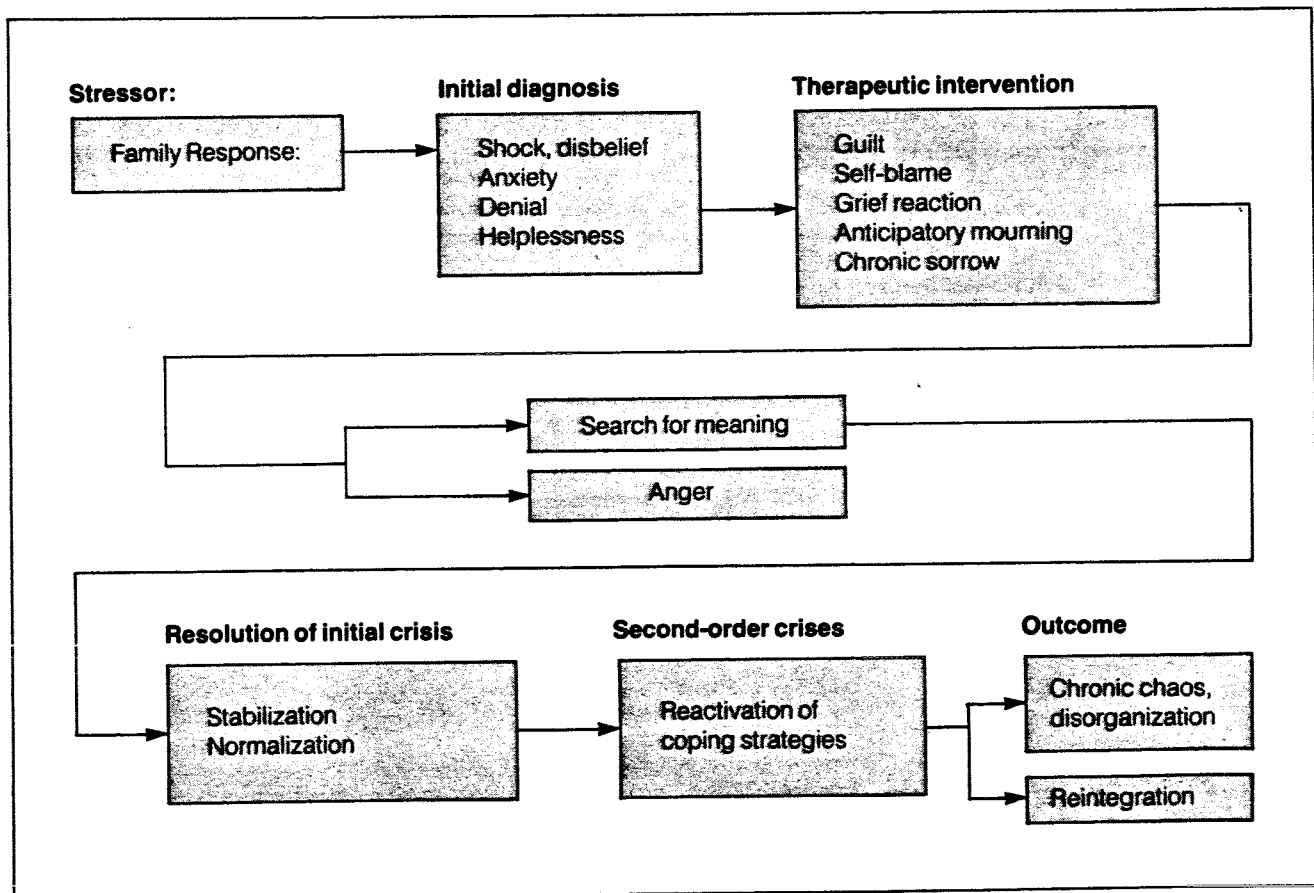 Stressor:
Family Response:
Initial diagnosis
Shock, disbelief
Anxiety
Denial
Helplessness
Therapeutic intervention
Guilt
Self-blame
Grief reaction
Anticipatory mourning
Chronic sorrow
Search for meaning
Anger
Resolution of initial crisis
Stabilization
Normalization
Second-order crises
Reactivation of
coping strategies
Outcome
Chronic chaos,
disorganization
Reintegration